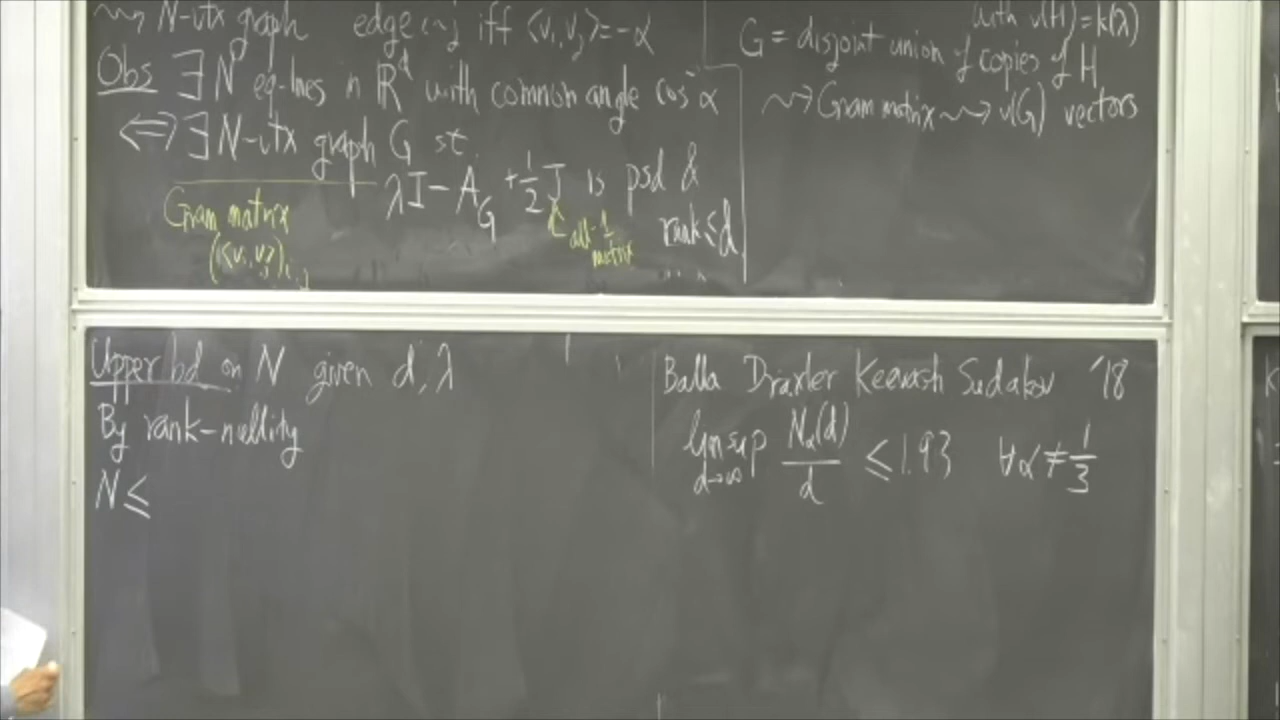 ⇝ N-vtx graph edge i~j iff ⟨v_i, v_j⟩ = -α
Obs ∃ N eq-lines in R^d with common angle cos⁻¹ α
⟺ ∃ N-vtx graph G st
λI - A_G + 1/2 J is psd &
rank ≤ d
Gram matrix
(⟨v_i, v_j⟩)_{i,j}
all-1
matrix
with v(H) = k(λ)
G = disjoint union of copies of H
⇝ Gram matrix ⇝ v(G) vectors
Upper bd on N given d, λ
By rank-nullity
N ≤
Balla Dräxler Keevash Sudakov '18
limsup_{d→∞} N_α(d)/d ≤ 1.93 ∀α ≠ 1/3